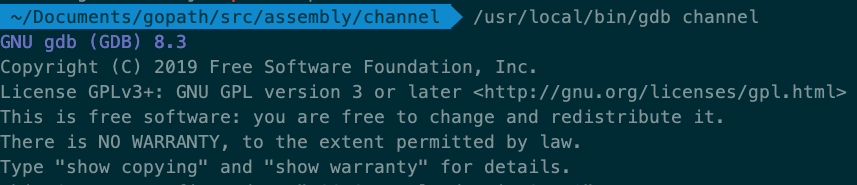 ~/Documents/gopath/src/assembly/channel /usr/local/bin/gdb channel
GNU gdb (GDB) 8.3
Copyright (C) 2019 Free Software Foundation, Inc.
License GPLv3+: GNU GPL version 3 or later <http://gnu.org/licenses/gpl.html>
This is free software: you are free to change and redistribute it.
There is NO WARRANTY, to the extent permitted by law.
Type "show copying" and "show warranty" for details.